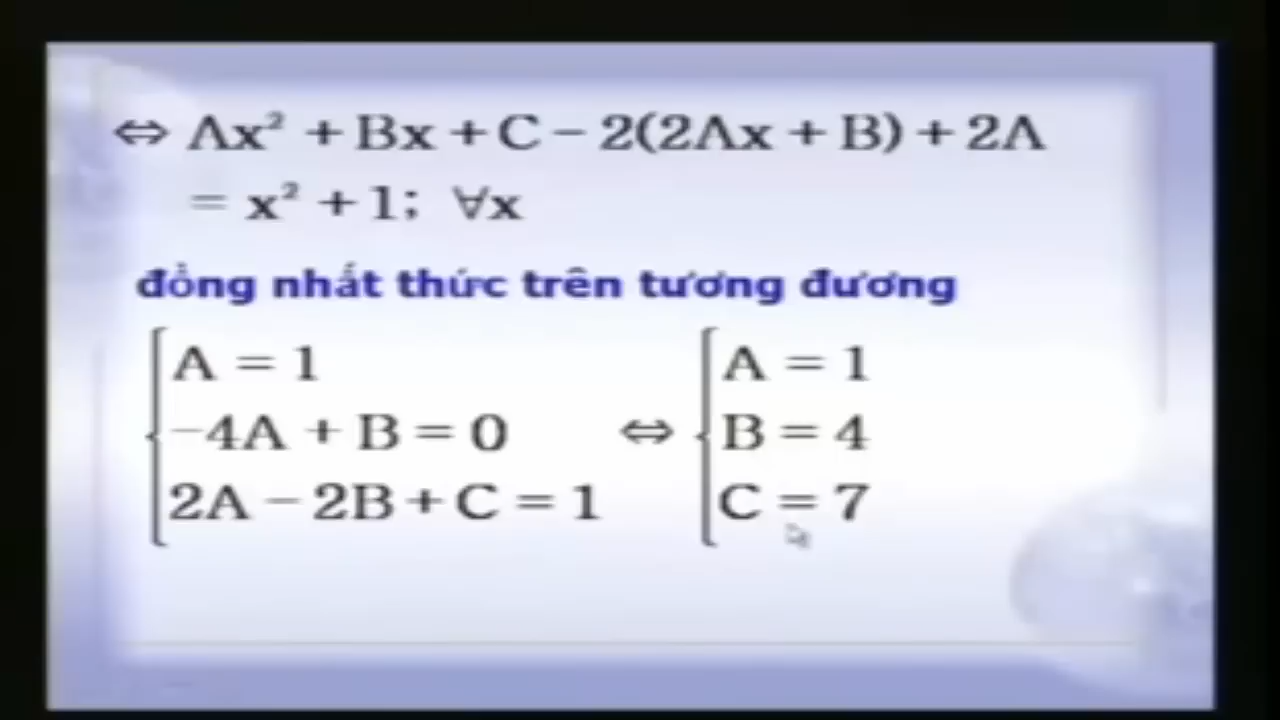 ⇔ Ax² + Bx + C − 2(2Ax + B) + 2A
= x² + 1; ∀x
đồng nhất thức trên tương đương
A = 1
−4A + B = 0
2A − 2B + C = 1
⇔
A = 1
B = 4
C = 7